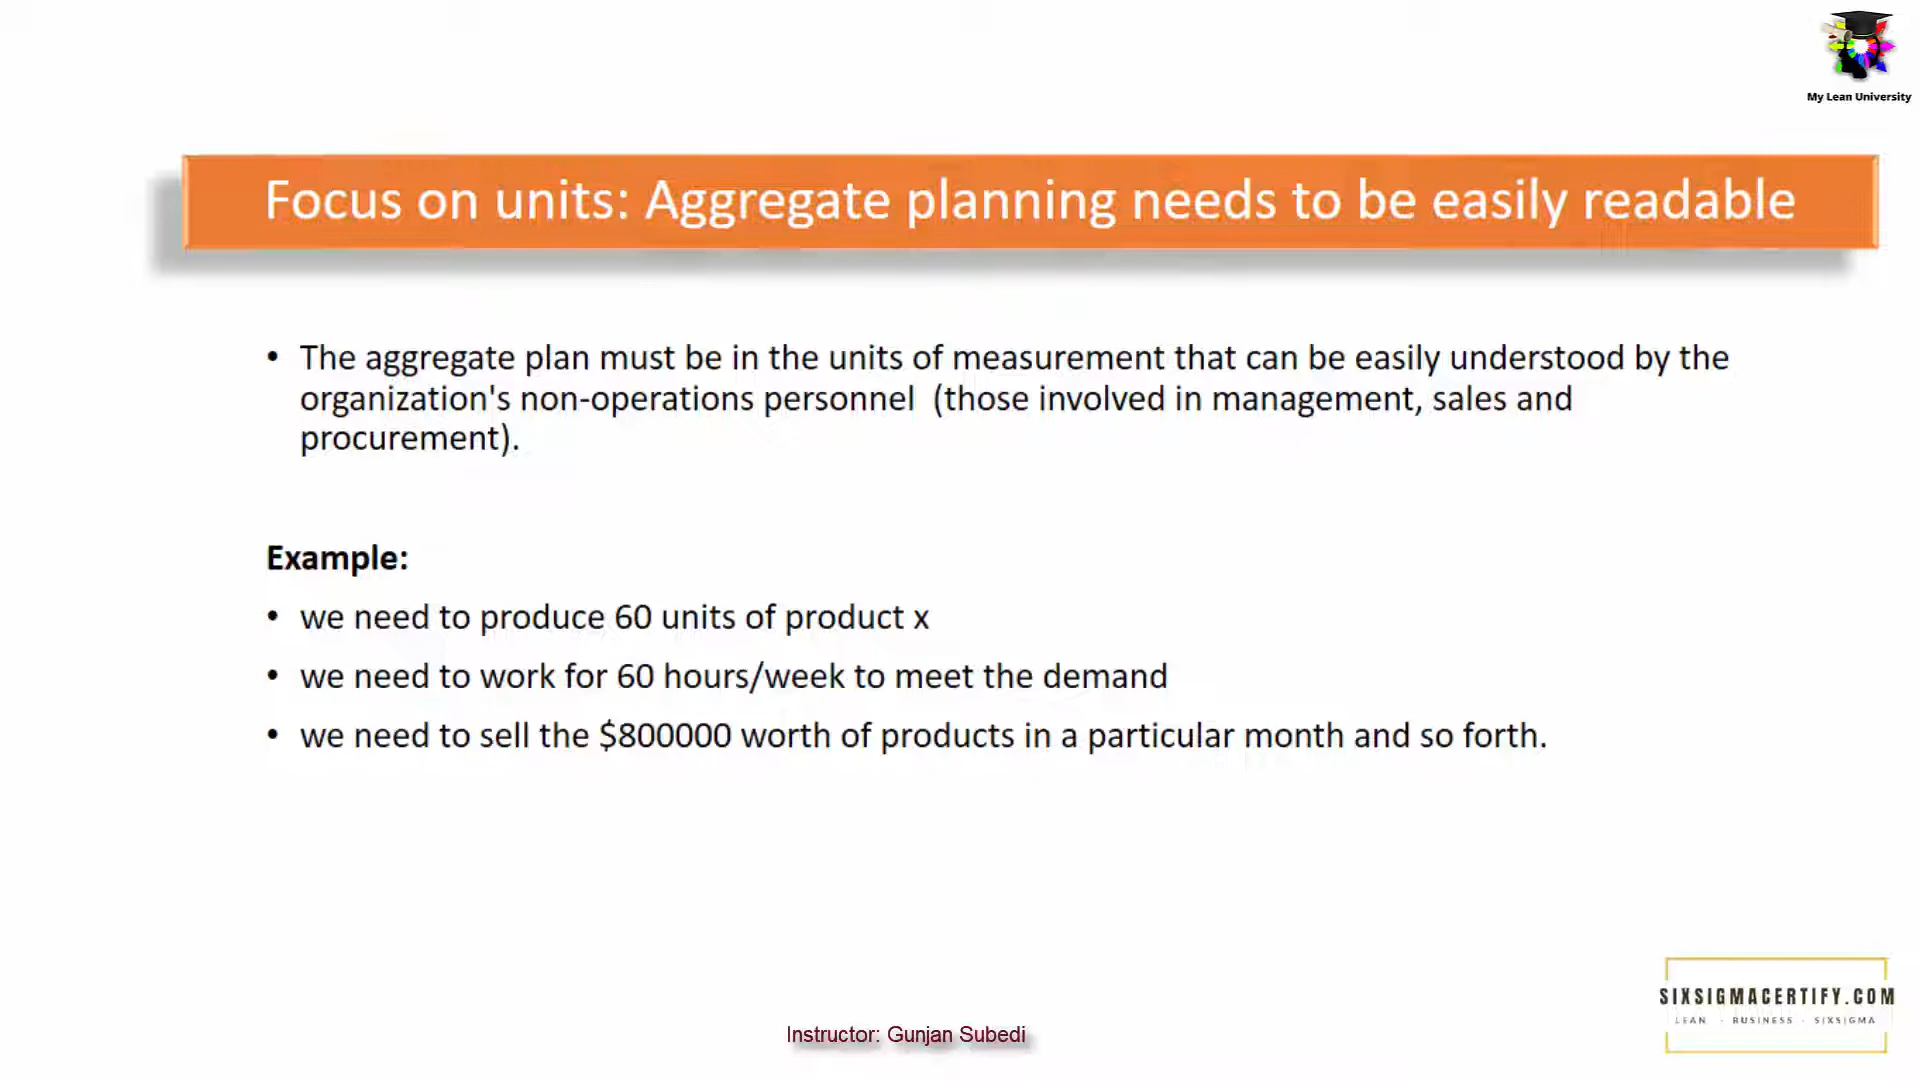 My Lean University
Focus on units: Aggregate planning needs to be easily readable
• The aggregate plan must be in the units of measurement that can be easily understood by the
organization's non-operations personnel  (those involved in management, sales and
procurement).
Example:
• we need to produce 60 units of product x
• we need to work for 60 hours/week to meet the demand
• we need to sell the $800000 worth of products in a particular month and so forth.
SIXSIGMACERTIFY.COM
LEAN · BUSINESS · SIXSIGMA
Instructor: Gunjan Subedi